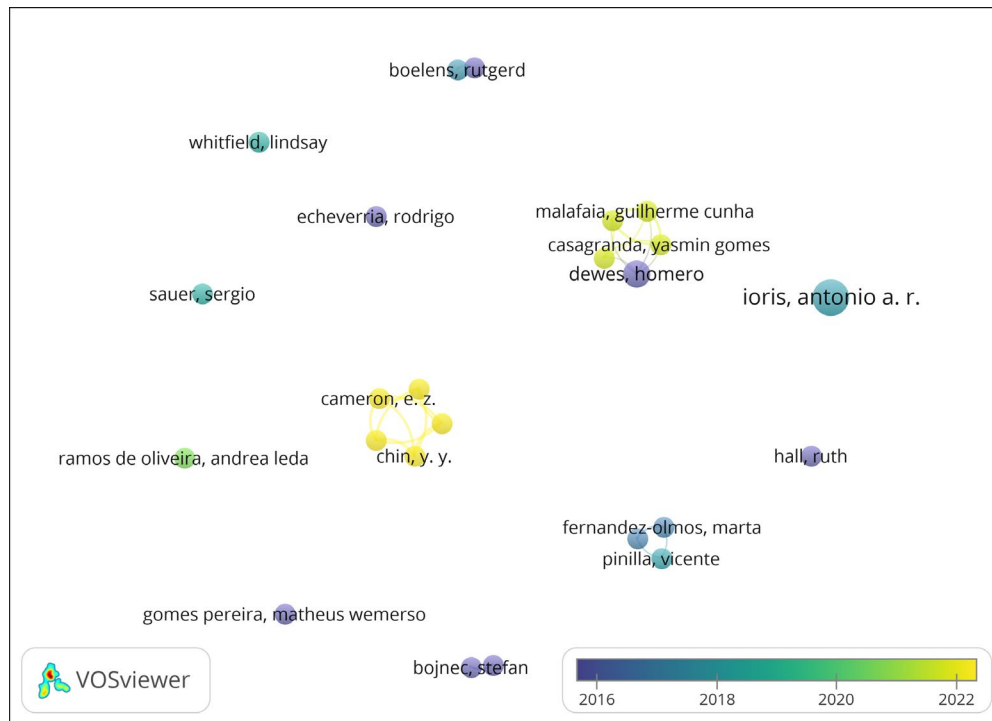 boelens, rutgerd
whitfield, lindsay
echeverria, rodrigo
malafaia, guilherme cunha
casagranda, yasmin gomes
dewes, homero
sauer, sergio
ioris, antonio a. r.
cameron, e. z.
chin, y. y.
ramos de oliveira, andrea leda
hall, ruth
fernandez-olmos, marta
pinilla, vicente
gomes pereira, matheus wemerso
bojnec, stefan
VOSviewer
2016 2018 2020 2022